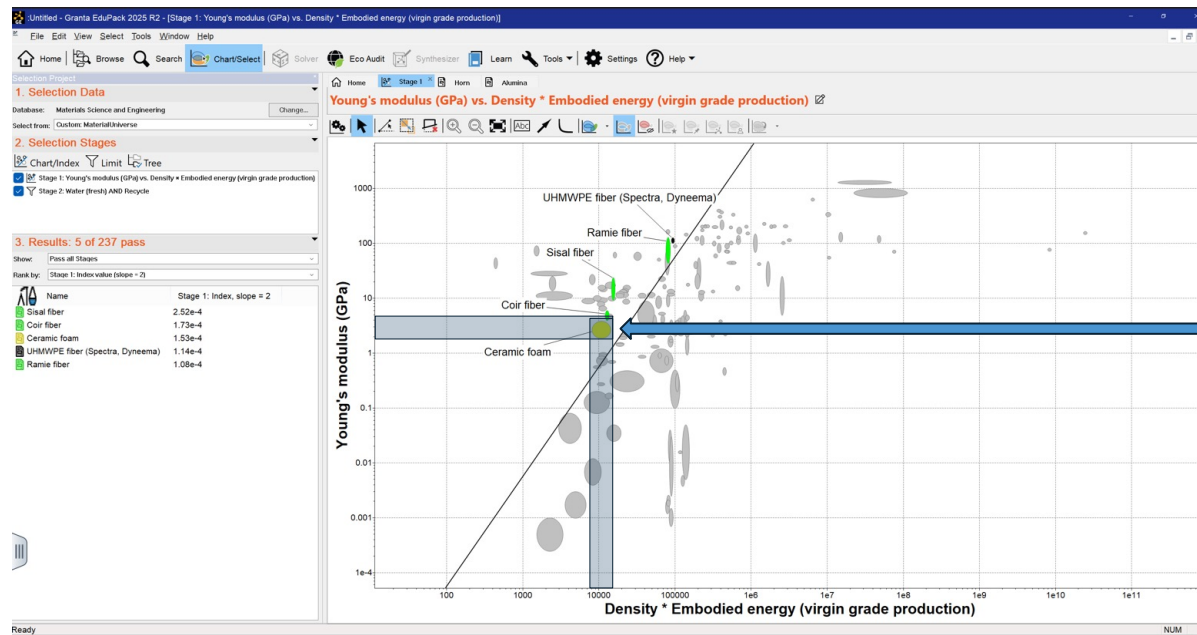 :Untitled - Granta EduPack 2025 R2 - [Stage 1: Young's modulus (GPa) vs. Density * Embodied energy (virgin grade production)]
File Edit View Select Tools Window Help
Home Browse Search Chart/Select Solver Eco Audit Synthesizer Learn Tools Settings Help
Selection Project
1. Selection Data
Database: Materials Science and Engineering Change...
Select from: Custom: MaterialUniverse
2. Selection Stages
Chart/Index Limit Tree
Stage 1: Young's modulus (GPa) vs. Density * Embodied energy (virgin grade production)
Stage 2: Water (fresh) AND Recycle
3. Results: 5 of 237 pass
Show: Pass all Stages
Rank by: Stage 1: Index value (slope = 2)
Name Stage 1: Index, slope = 2
Sisal fiber 2.52e-4
Coir fiber 1.73e-4
Ceramic foam 1.53e-4
UHMWPE fiber (Spectra, Dyneema) 1.14e-4
Ramie fiber 1.08e-4
Home Stage 1 Horn Alumina
Young's modulus (GPa) vs. Density * Embodied energy (virgin grade production)
Abc
Young's modulus (GPa)
1000
100
10
1
0.1
0.01
0.001
1e-4
UHMWPE fiber (Spectra, Dyneema)
Ramie fiber
Sisal fiber
Coir fiber
Ceramic foam
100 1000 10000 100000 1e6 1e7 1e8 1e9 1e10 1e11
Density * Embodied energy (virgin grade production)
Ready NUM